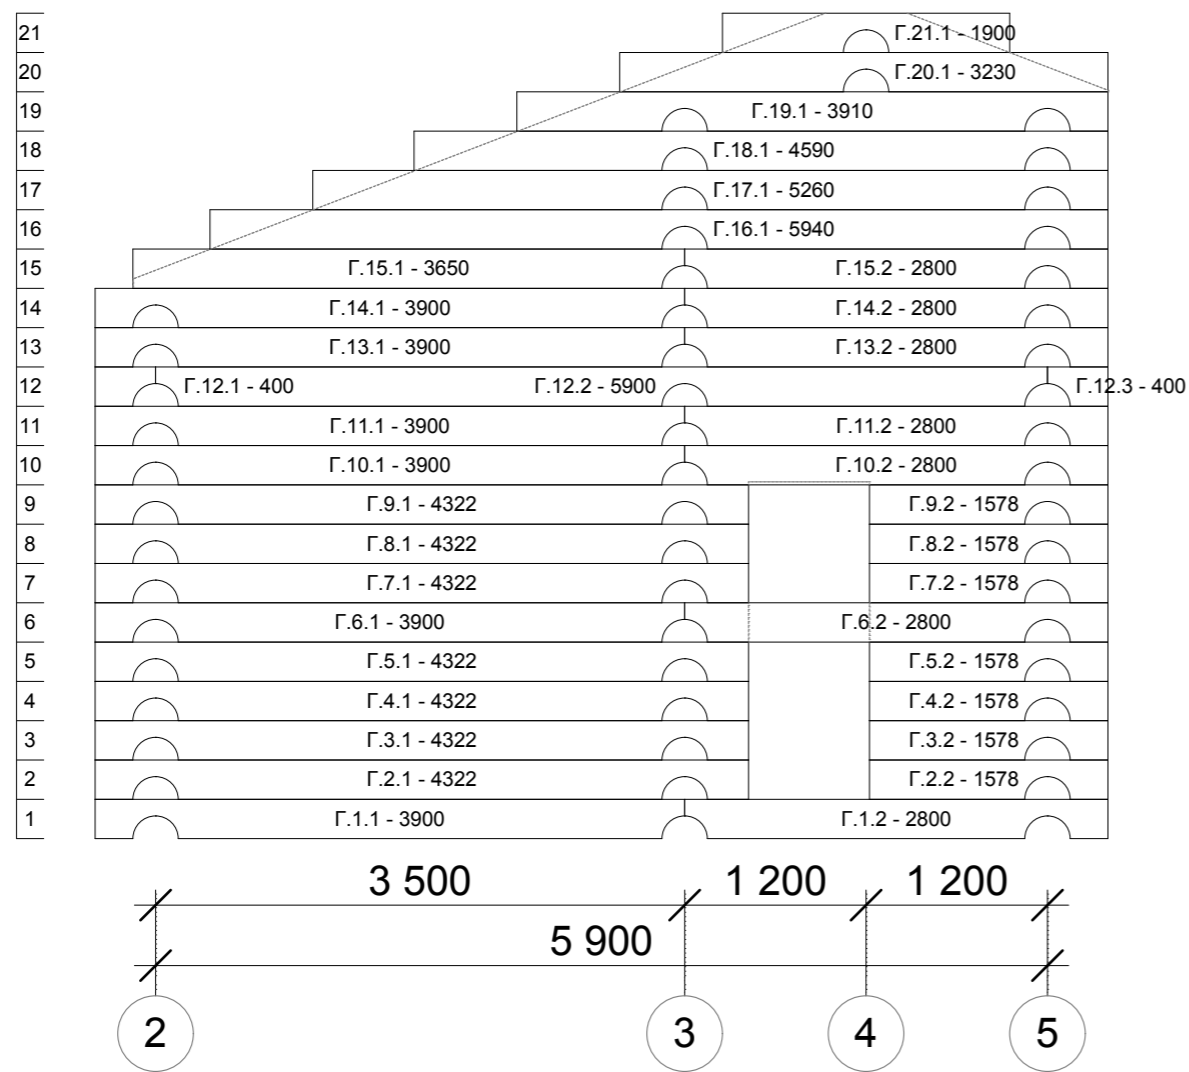 21 Г.21.1 - 1900
20 Г.20.1 - 3230
19 Г.19.1 - 3910
18 Г.18.1 - 4590
17 Г.17.1 - 5260
16 Г.16.1 - 5940
15 Г.15.1 - 3650 Г.15.2 - 2800
14 Г.14.1 - 3900 Г.14.2 - 2800
13 Г.13.1 - 3900 Г.13.2 - 2800
12 Г.12.1 - 400 Г.12.2 - 5900 Г.12.3 - 400
11 Г.11.1 - 3900 Г.11.2 - 2800
10 Г.10.1 - 3900 Г.10.2 - 2800
9 Г.9.1 - 4322 Г.9.2 - 1578
8 Г.8.1 - 4322 Г.8.2 - 1578
7 Г.7.1 - 4322 Г.7.2 - 1578
6 Г.6.1 - 3900 Г.6.2 - 2800
5 Г.5.1 - 4322 Г.5.2 - 1578
4 Г.4.1 - 4322 Г.4.2 - 1578
3 Г.3.1 - 4322 Г.3.2 - 1578
2 Г.2.1 - 4322 Г.2.2 - 1578
1 Г.1.1 - 3900 Г.1.2 - 2800
3 500 1 200 1 200
5 900
2 3 4 5